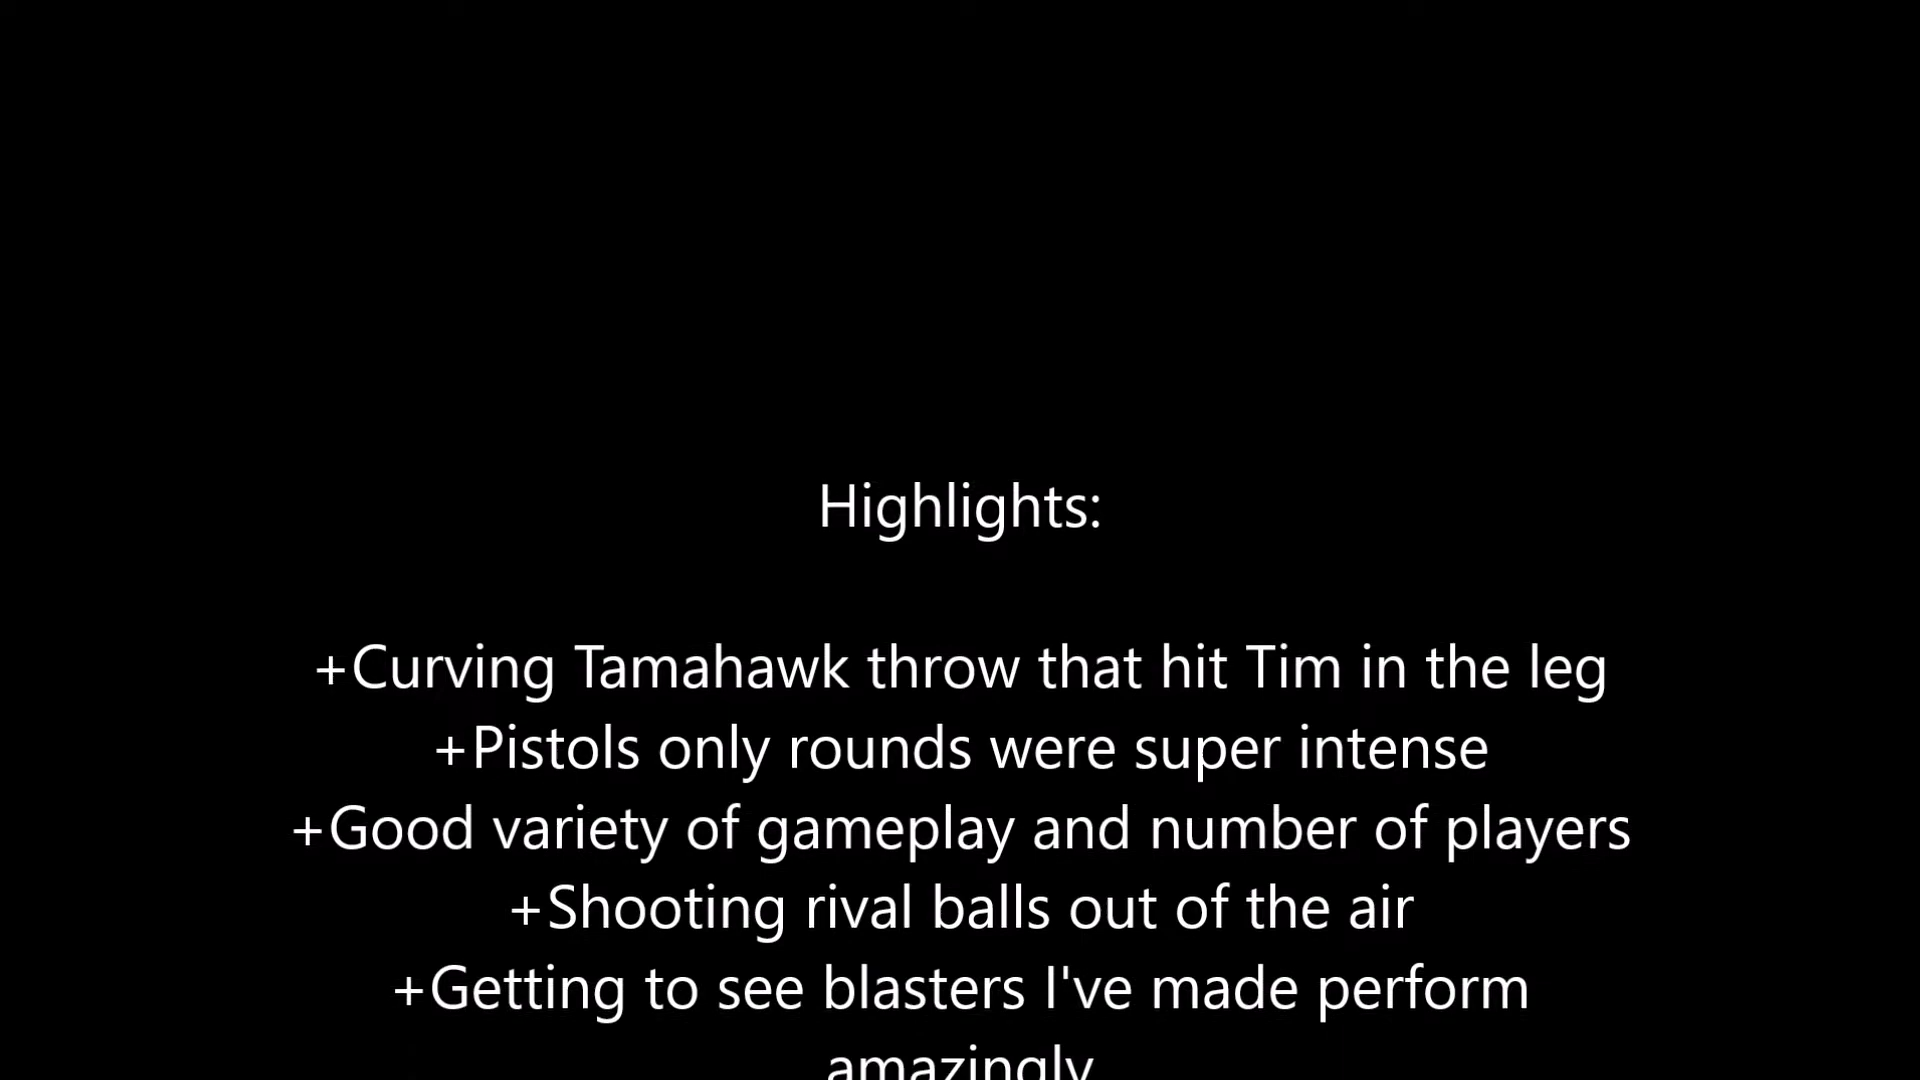 Highlights:
+Curving Tamahawk throw that hit Tim in the leg
+Pistols only rounds were super intense
+Good variety of gameplay and number of players
+Shooting rival balls out of the air
+Getting to see blasters I've made perform
amazingly